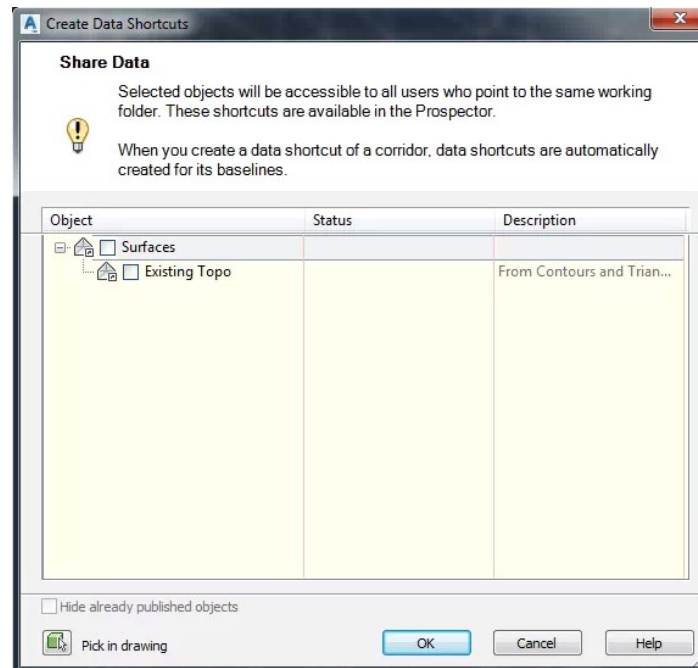 Create Data Shortcuts
Share Data
Selected objects will be accessible to all users who point to the same working
folder. These shortcuts are available in the Prospector.
When you create a data shortcut of a corridor, data shortcuts are automatically
created for its baselines.
Object Status Description
Surfaces
Existing Topo From Contours and Trian...
Hide already published objects
Pick in drawing OK Cancel Help